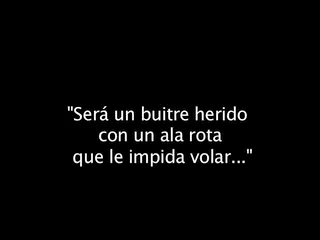 "Será un buitre herido
con un ala rota
que le impida volar..."